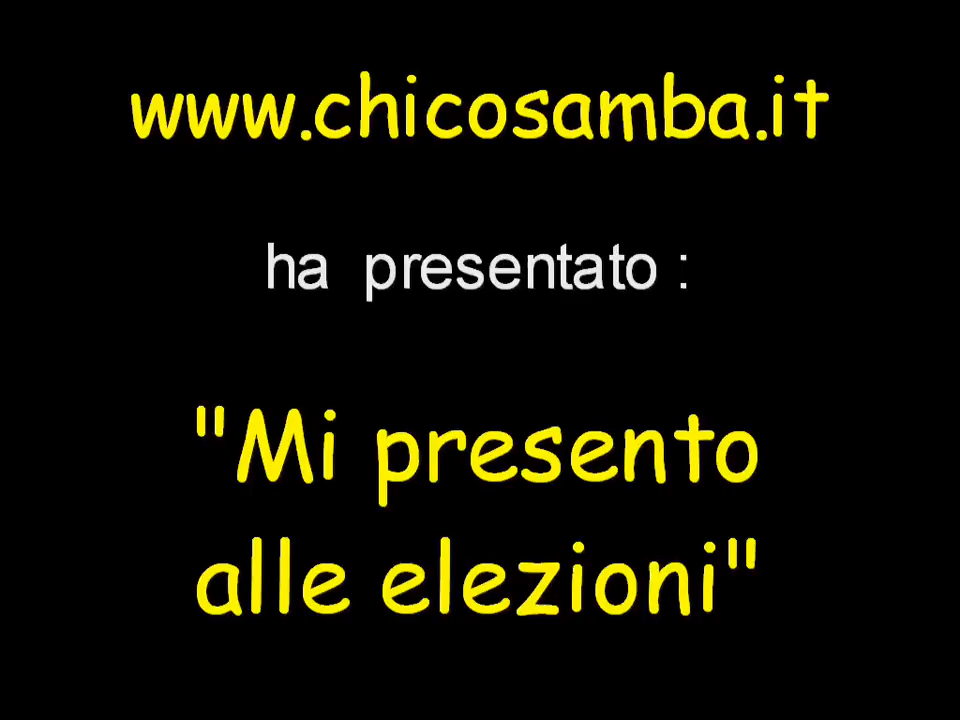 www.chicosamba.it
ha presentato :
"Mi presento
alle elezioni"